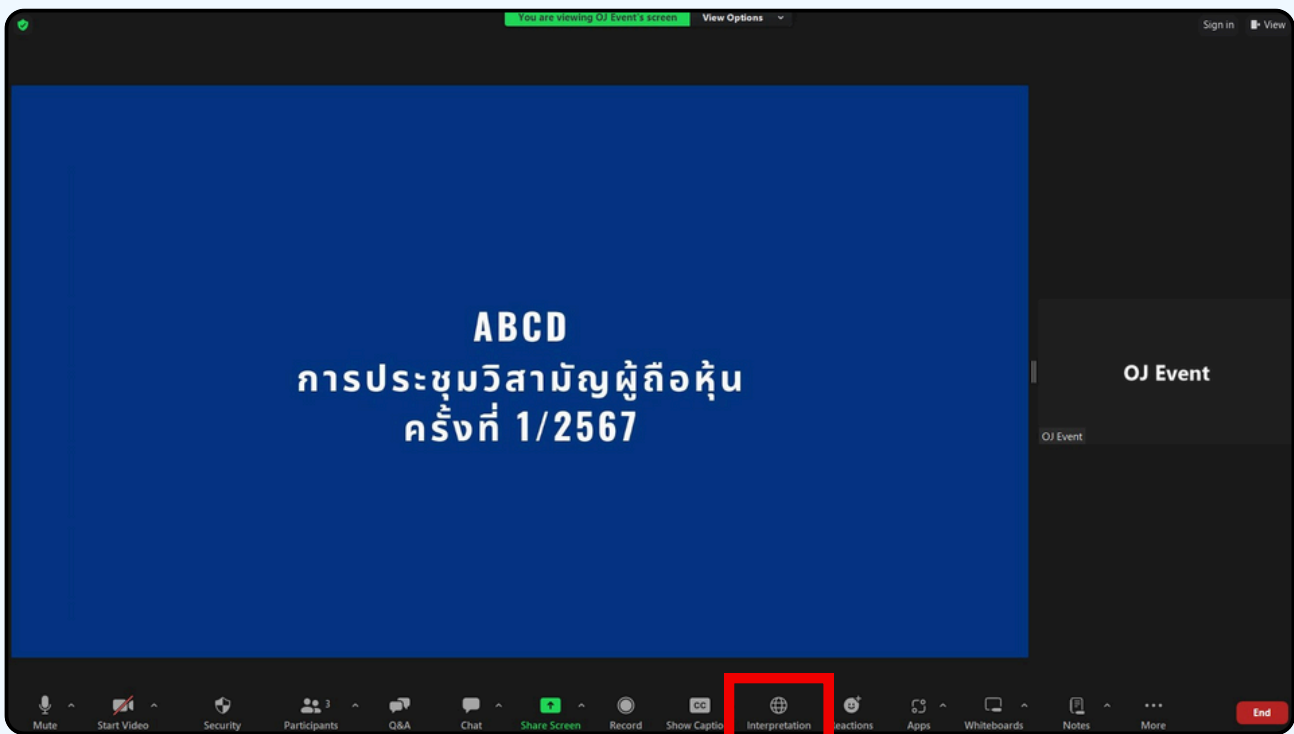 You are viewing OJ Event's screen View Options
Sign in View
ABCD
การประชุมวิสามัญผู้ถือหุ้น
ครั้งที่ 1/2567
OJ Event
OJ Event
3
CC
Mute Start Video Security Participants Q&A Chat Share Screen Record Show Captio Interpretation Reactions Apps Whiteboards Notes More End